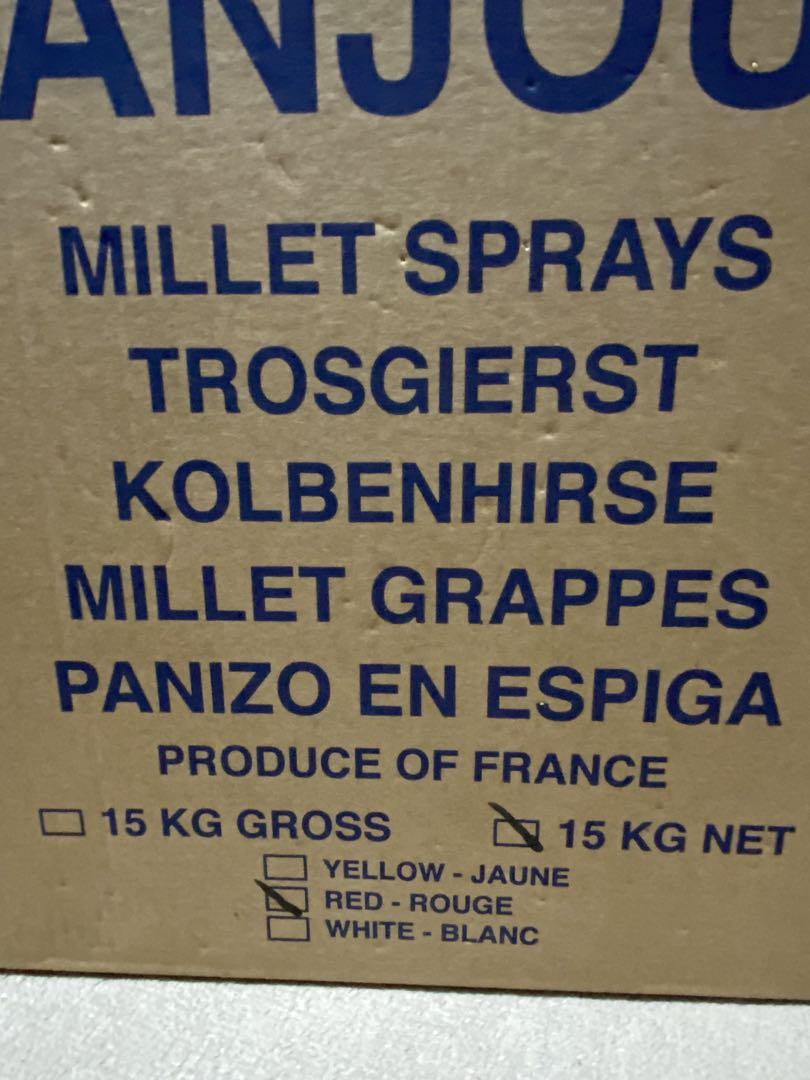 ANJOU
MILLET SPRAYS
TROSGIERST
KOLBENHIRSE
MILLET GRAPPES
PANIZO EN ESPIGA
PRODUCE OF FRANCE
15 KG GROSS 15 KG NET
YELLOW - JAUNE
RED - ROUGE
WHITE - BLANC